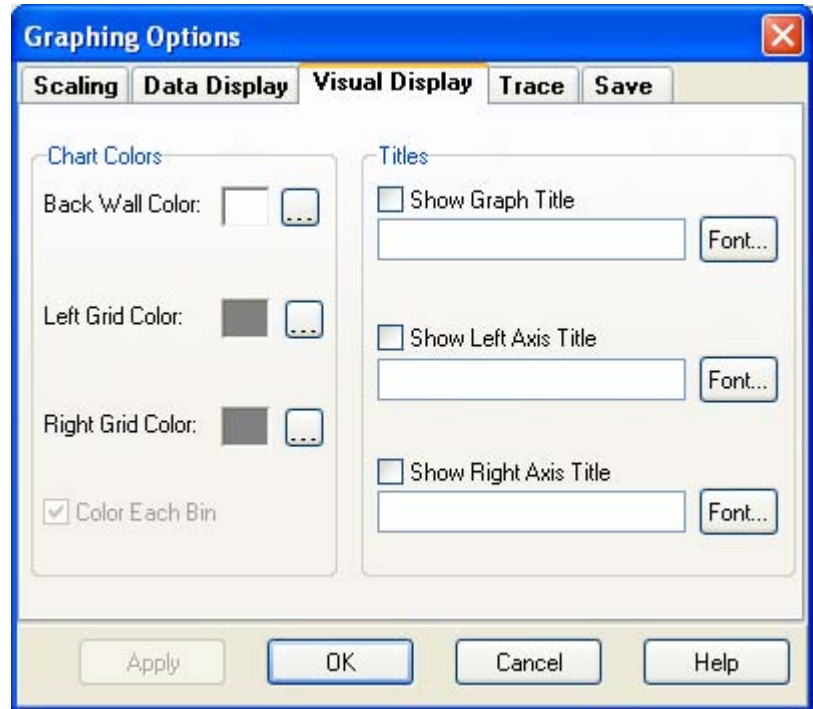 Graphing Options
Scaling Data Display Visual Display Trace Save
Chart Colors
Back Wall Color: ...
Left Grid Color: ...
Right Grid Color: ...
Color Each Bin
Titles
Show Graph Title
Font...
Show Left Axis Title
Font...
Show Right Axis Title
Font...
Apply OK Cancel Help